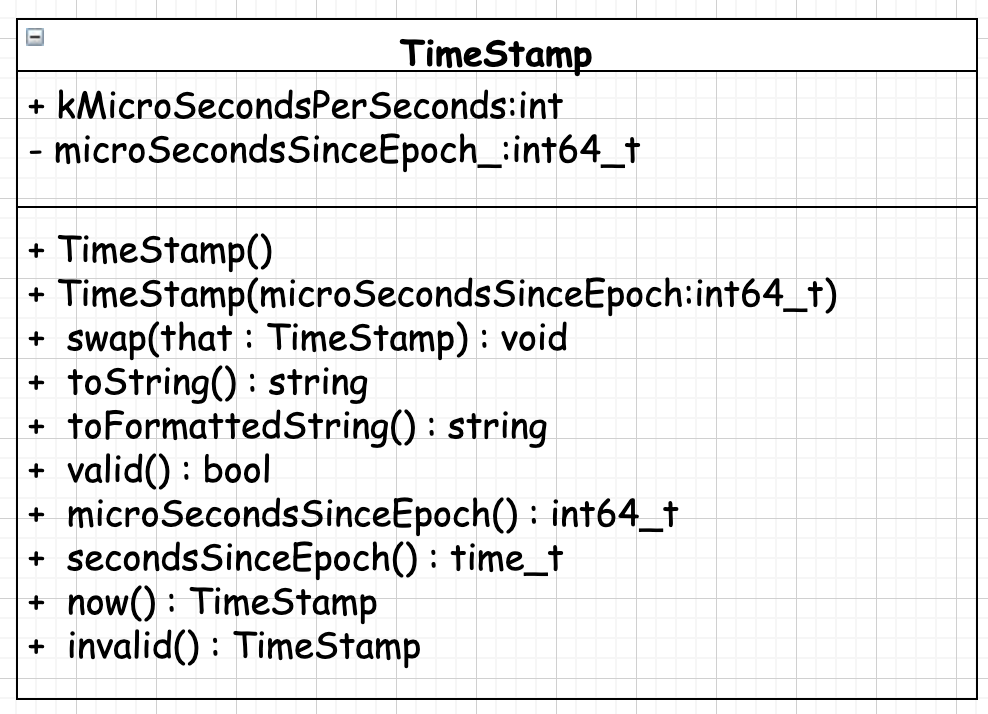 TimeStamp
+ kMicroSecondsPerSeconds:int
- microSecondsSinceEpoch_:int64_t
+ TimeStamp()
+ TimeStamp(microSecondsSinceEpoch:int64_t)
+ swap(that : TimeStamp) : void
+ toString() : string
+ toFormattedString() : string
+ valid() : bool
+ microSecondsSinceEpoch() : int64_t
+ secondsSinceEpoch() : time_t
+ now() : TimeStamp
+ invalid() : TimeStamp